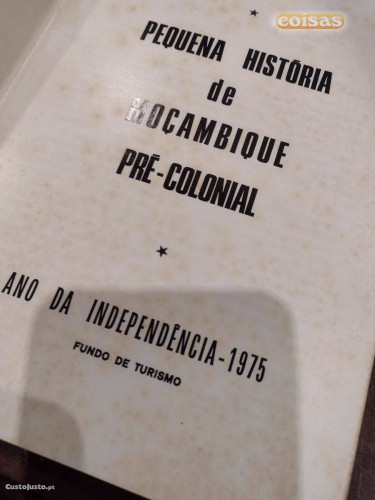 coisas
PEQUENA HISTÓRIA
de
MOÇAMBIQUE
PRÉ-COLONIAL
ANO DA INDEPENDÊNCIA-1975
FUNDO DE TURISMO
CustoJusto.pt